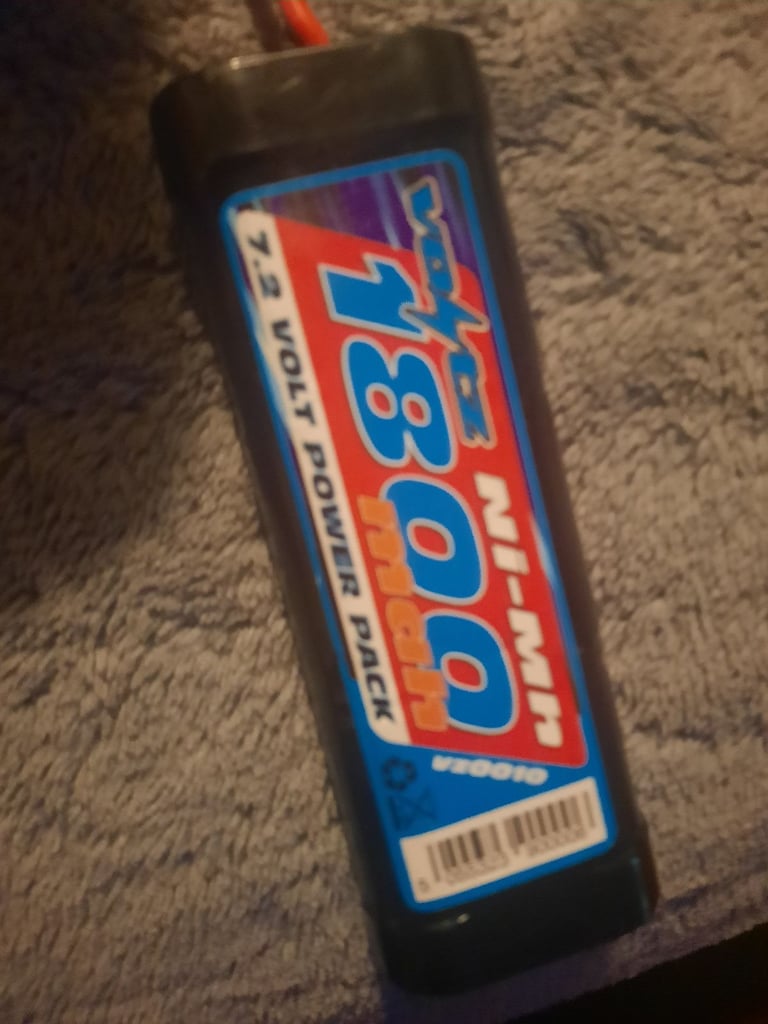 voltz
1800
mah
Ni-Mh
7.2 VOLT POWER PACK
VZ0010